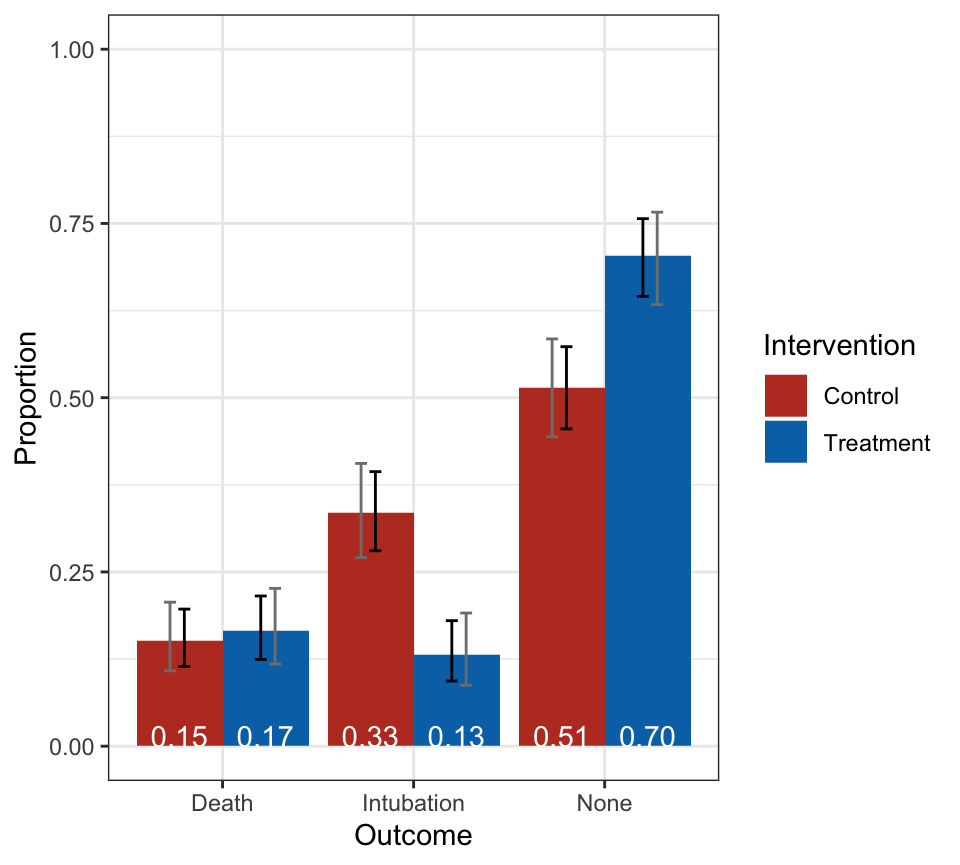 1.00
0.75
0.50
0.25
0.00
Proportion
0.15 0.17 0.33 0.13 0.51 0.70
Death Intubation None
Outcome
Intervention
Control
Treatment